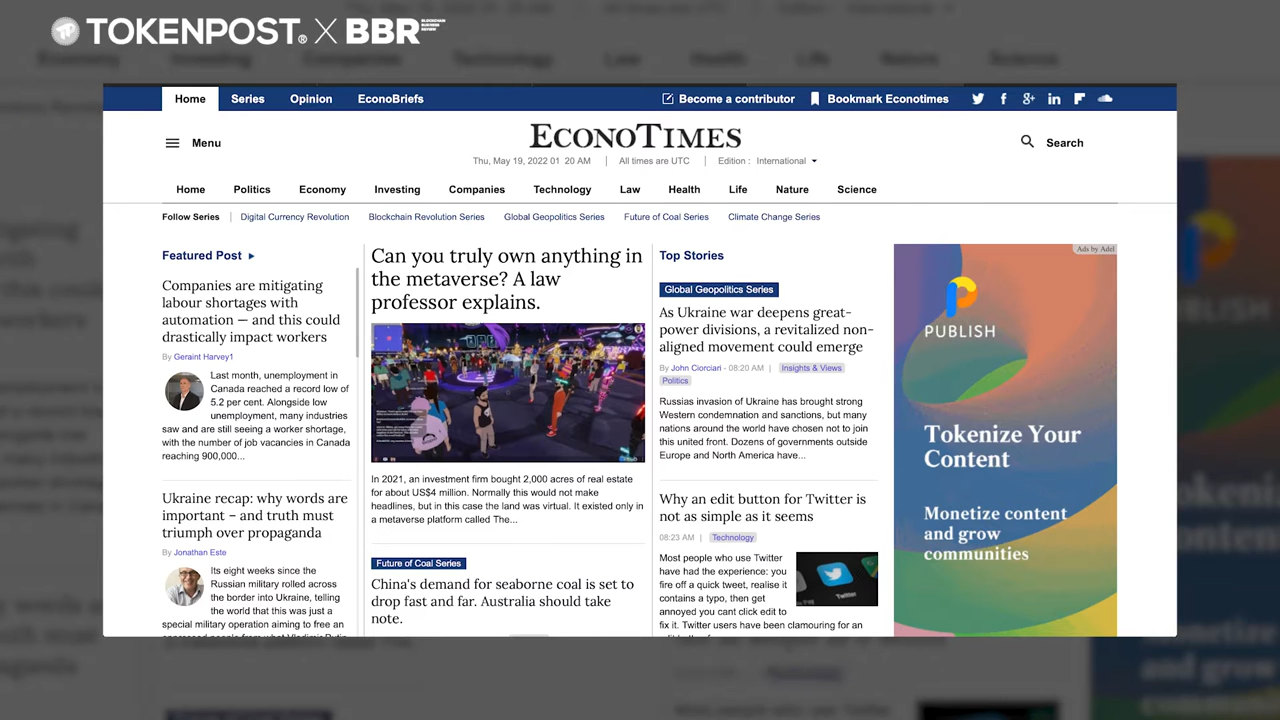 TOKENPOST® X BBR BLOCKCHAIN BUSINESS REVIEW
Home Series Opinion EconoBriefs Become a contributor Bookmark Econotimes
Menu
ECONOTIMES
Search
Thu, May 19, 2022 01 20 AM | All times are UTC | Edition : International
Home Politics Economy Investing Companies Technology Law Health Life Nature Science
Follow Series | Digital Currency Revolution Blockchain Revolution Series Global Geopolitics Series Future of Coal Series Climate Change Series
Featured Post
Companies are mitigating
labour shortages with
automation — and this could
drastically impact workers
By Geraint Harvey1
Last month, unemployment in
Canada reached a record low of
5.2 per cent. Alongside low
unemployment, many industries
saw and are still seeing a worker shortage,
with the number of job vacancies in Canada
reaching 900,000...
Ukraine recap: why words are
important – and truth must
triumph over propaganda
By Jonathan Este
Its eight weeks since the
Russian military rolled across
the border into Ukraine, telling
the world that this was just a
special military operation aiming to free an
oppressed people from what Vladimir Putin
Can you truly own anything in
the metaverse? A law
professor explains.
In 2021, an investment firm bought 2,000 acres of real estate
for about US$4 million. Normally this would not make
headlines, but in this case the land was virtual. It existed only in
a metaverse platform called The...
Future of Coal Series
China's demand for seaborne coal is set to
drop fast and far. Australia should take
note.
Top Stories
Global Geopolitics Series
As Ukraine war deepens great-
power divisions, a revitalized non-
aligned movement could emerge
By John Ciorciari - 08:20 AM | Insights & Views
Politics
Russias invasion of Ukraine has brought strong
Western condemnation and sanctions, but many
nations around the world have chosen not to join
this united front. Dozens of governments outside
Europe and North America have...
Why an edit button for Twitter is
not as simple as it seems
08:23 AM | Technology
Most people who use Twitter
have had the experience: you
fire off a quick tweet, realise it
contains a typo, then get
annoyed you cant click edit to
fix it. Twitter users have been clamouring for an
Twitter
Ads by Adel
PUBLISH
Tokenize Your
Content
Monetize content
and grow
communities